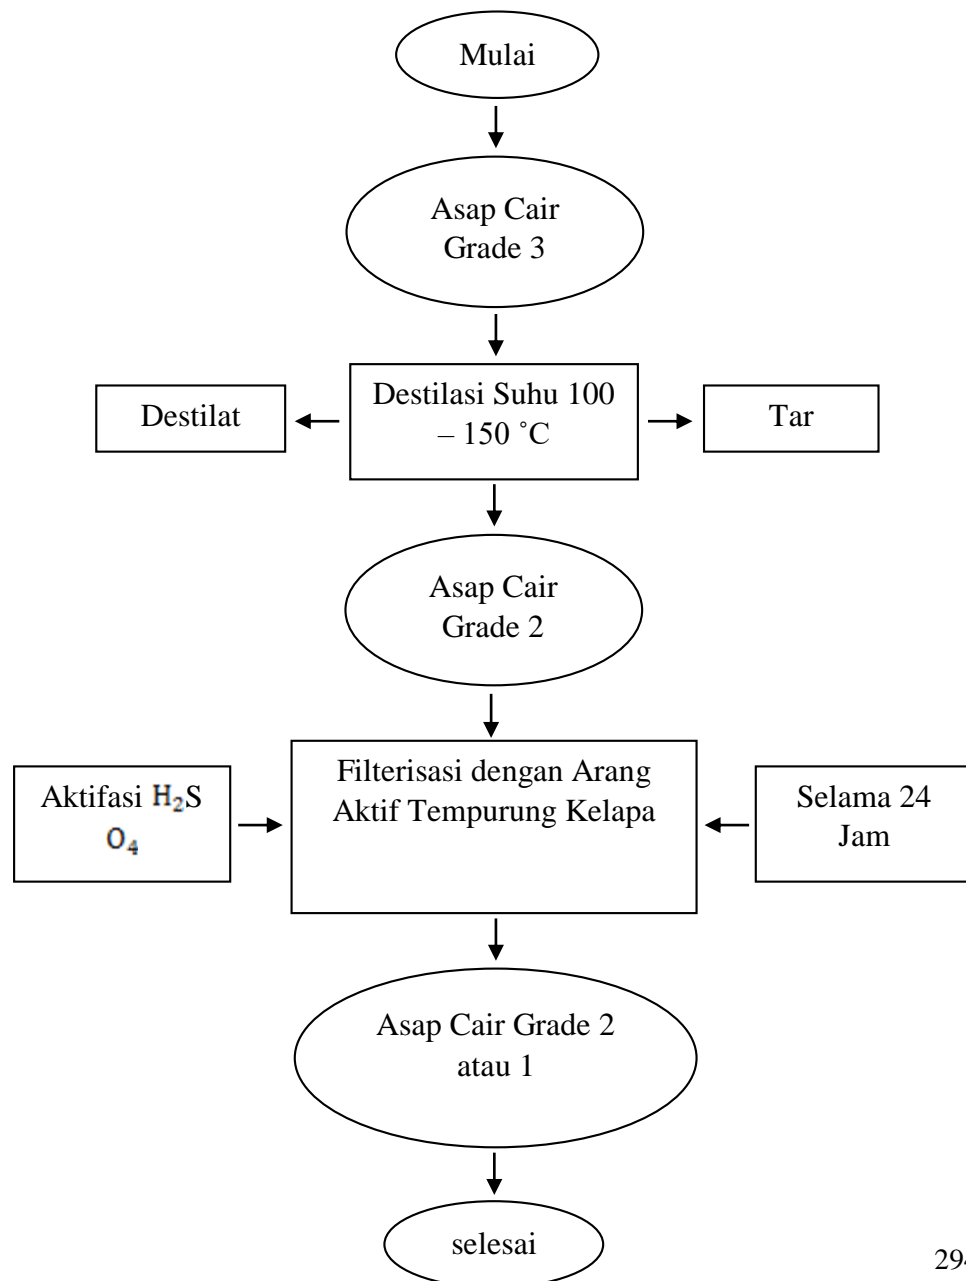 Mulai
Asap Cair
Grade 3
Destilat
Destilasi Suhu 100
– 150 ˚C
Tar
Asap Cair
Grade 2
Aktifasi H₂S
O₄
Filterisasi dengan Arang
Aktif Tempurung Kelapa
Selama 24
Jam
Asap Cair Grade 2
atau 1
selesai
294